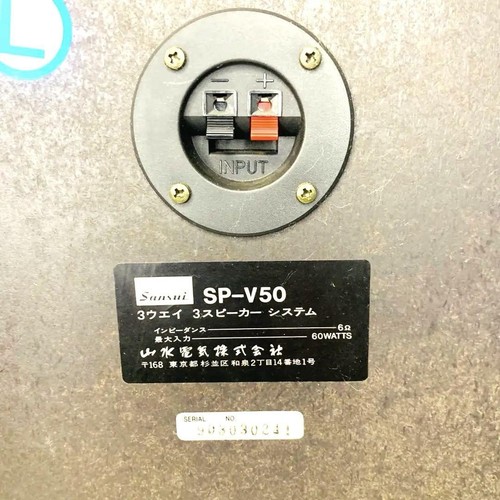 L
− +
INPUT
Sansui SP-V50
3ウエイ 3スピーカー システム
インピーダンス 6Ω
最大入力 60WATTS
山水電気株式会社
〒168 東京都杉並区和泉2丁目14番地1号
SERIAL NO.
903030241